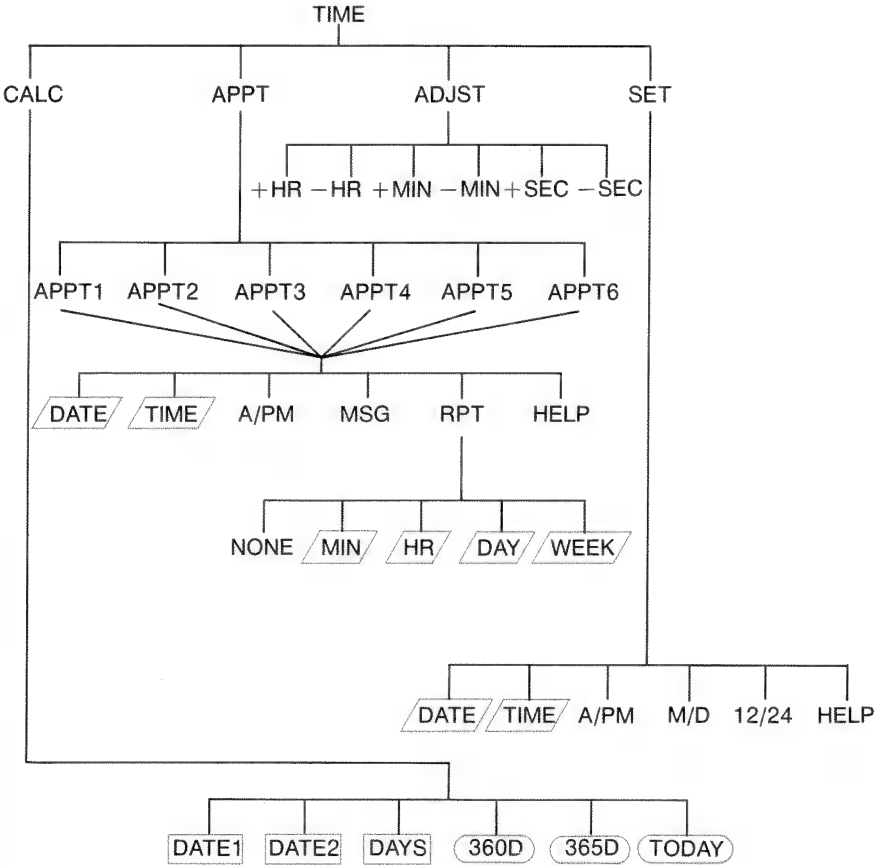 TIME
CALC APPT ADJST SET
+HR −HR +MIN −MIN +SEC −SEC
APPT1 APPT2 APPT3 APPT4 APPT5 APPT6
DATE TIME A/PM MSG RPT HELP
NONE MIN HR DAY WEEK
DATE TIME A/PM M/D 12/24 HELP
DATE1 DATE2 DAYS 360D 365D TODAY